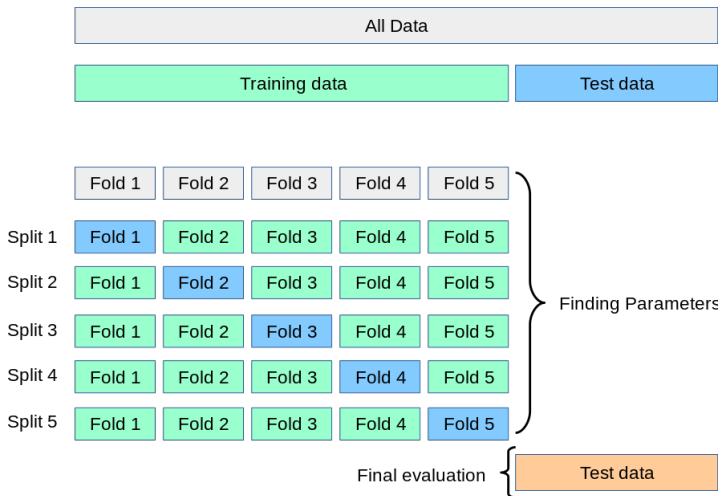 All Data
Training data Test data
Fold 1 Fold 2 Fold 3 Fold 4 Fold 5
Split 1 Fold 1 Fold 2 Fold 3 Fold 4 Fold 5
Split 2 Fold 1 Fold 2 Fold 3 Fold 4 Fold 5
Finding Parameters
Split 3 Fold 1 Fold 2 Fold 3 Fold 4 Fold 5
Split 4 Fold 1 Fold 2 Fold 3 Fold 4 Fold 5
Split 5 Fold 1 Fold 2 Fold 3 Fold 4 Fold 5
Final evaluation Test data